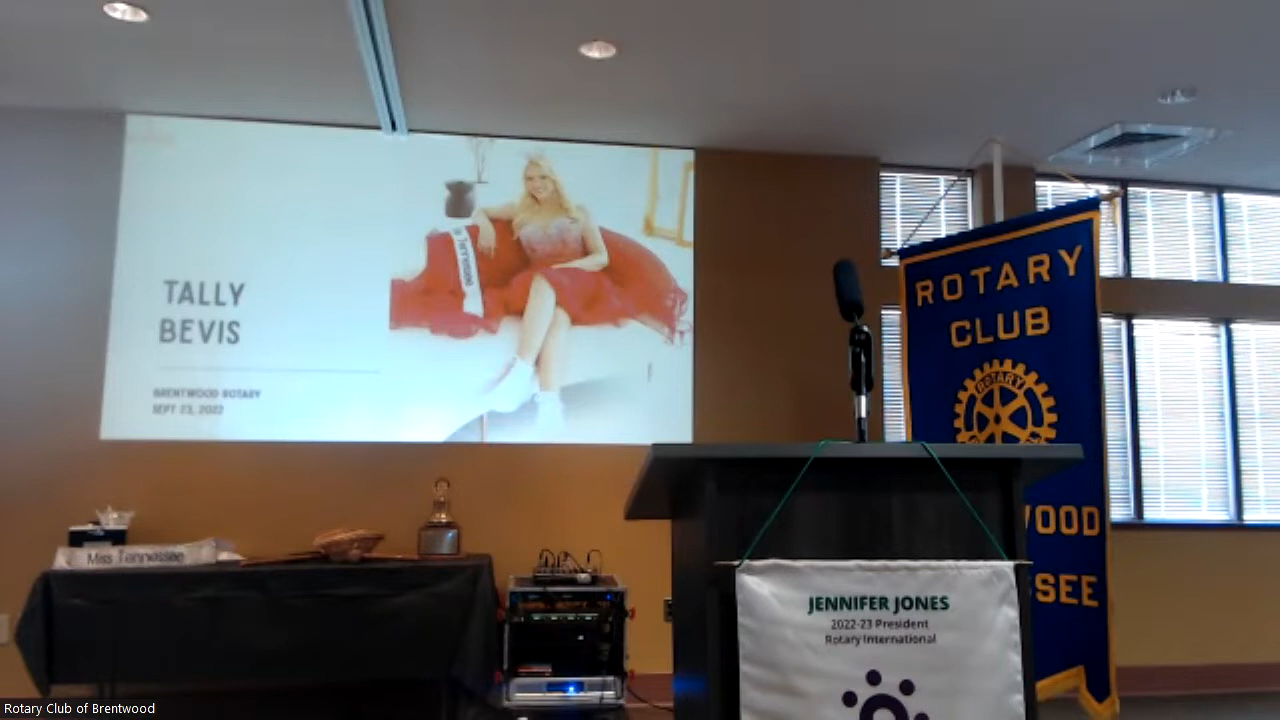 TALLY
BEVIS
BRENTWOOD ROTARY
SEPT 23, 2022
Tennessee
ROTARY
CLUB
ROTARY
WOOD
SEE
Miss Tennessee
JENNIFER JONES
2022-23 President
Rotary International
Rotary Club of Brentwood